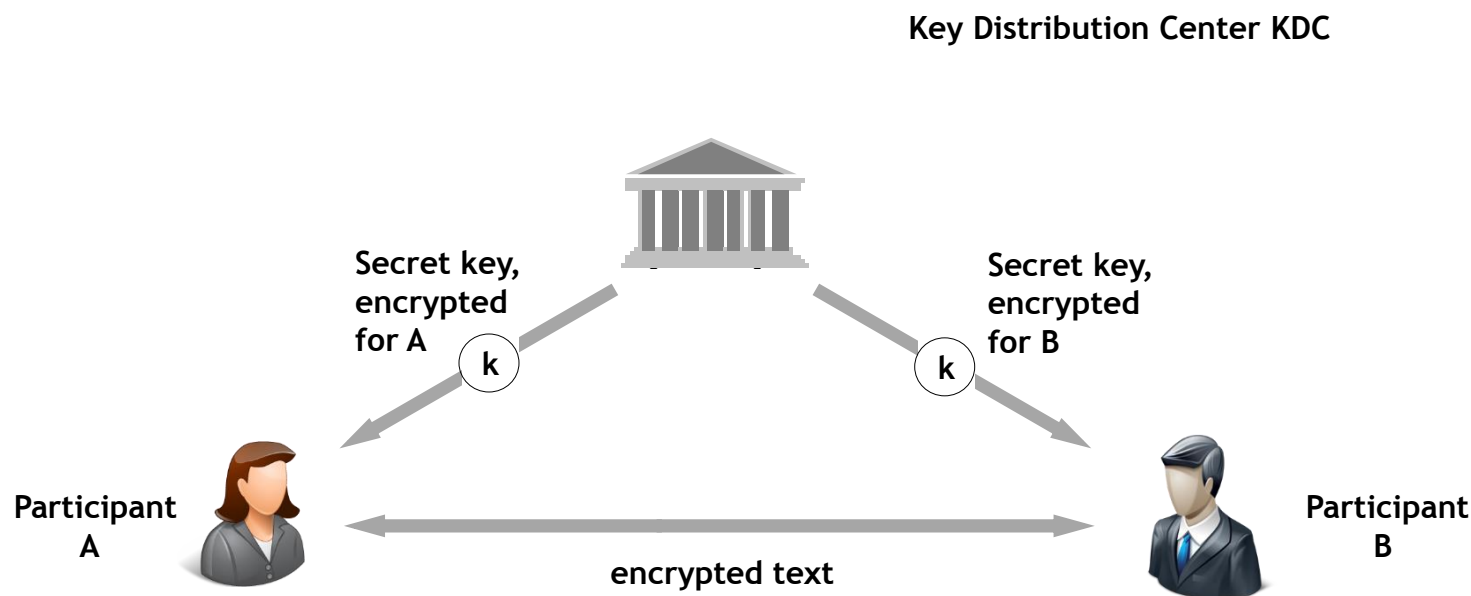 Key Distribution Center KDC
Secret key,
encrypted
for A
k
Secret key,
encrypted
for B
k
Participant
A
Participant
B
encrypted text